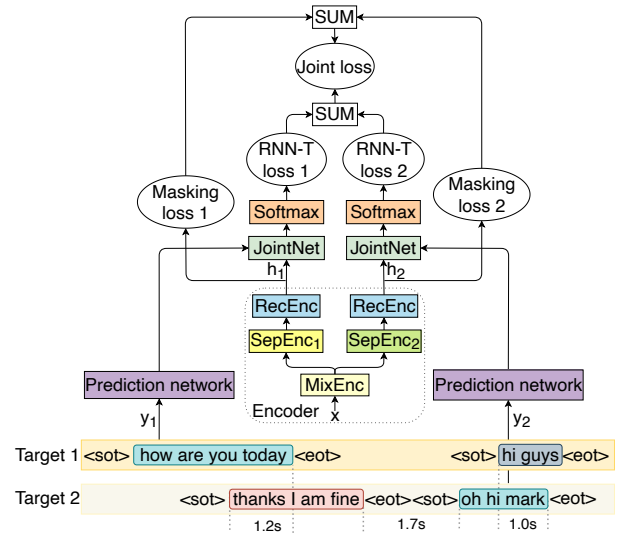 SUM
Joint loss
SUM
RNN-T loss 1
RNN-T loss 2
Masking loss 1
Masking loss 2
Softmax
Softmax
JointNet
JointNet
h1
h2
RecEnc
RecEnc
SepEnc1
SepEnc2
MixEnc
Encoder
x
Prediction network
Prediction network
y1
y2
Target 1 <sot> how are you today <eot> <sot> hi guys <eot>
Target 2 <sot> thanks I am fine <eot> <sot> oh hi mark <eot>
1.2s 1.7s 1.0s